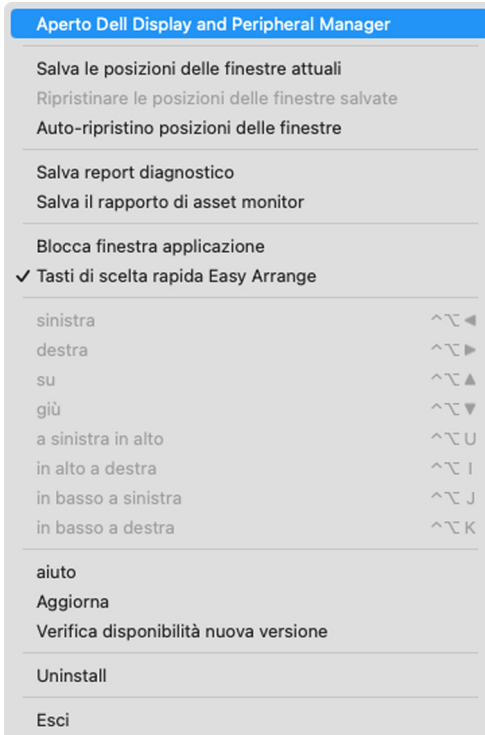 Aperto Dell Display and Peripheral Manager
Salva le posizioni delle finestre attuali
Ripristinare le posizioni delle finestre salvate
Auto-ripristino posizioni delle finestre
Salva report diagnostico
Salva il rapporto di asset monitor
Blocca finestra applicazione
✓ Tasti di scelta rapida Easy Arrange
sinistra ^⌥◀
destra ^⌥▶
su ^⌥▲
giù ^⌥▼
a sinistra in alto ^⌥U
in alto a destra ^⌥I
in basso a sinistra ^⌥J
in basso a destra ^⌥K
aiuto
Aggiorna
Verifica disponibilità nuova versione
Uninstall
Esci